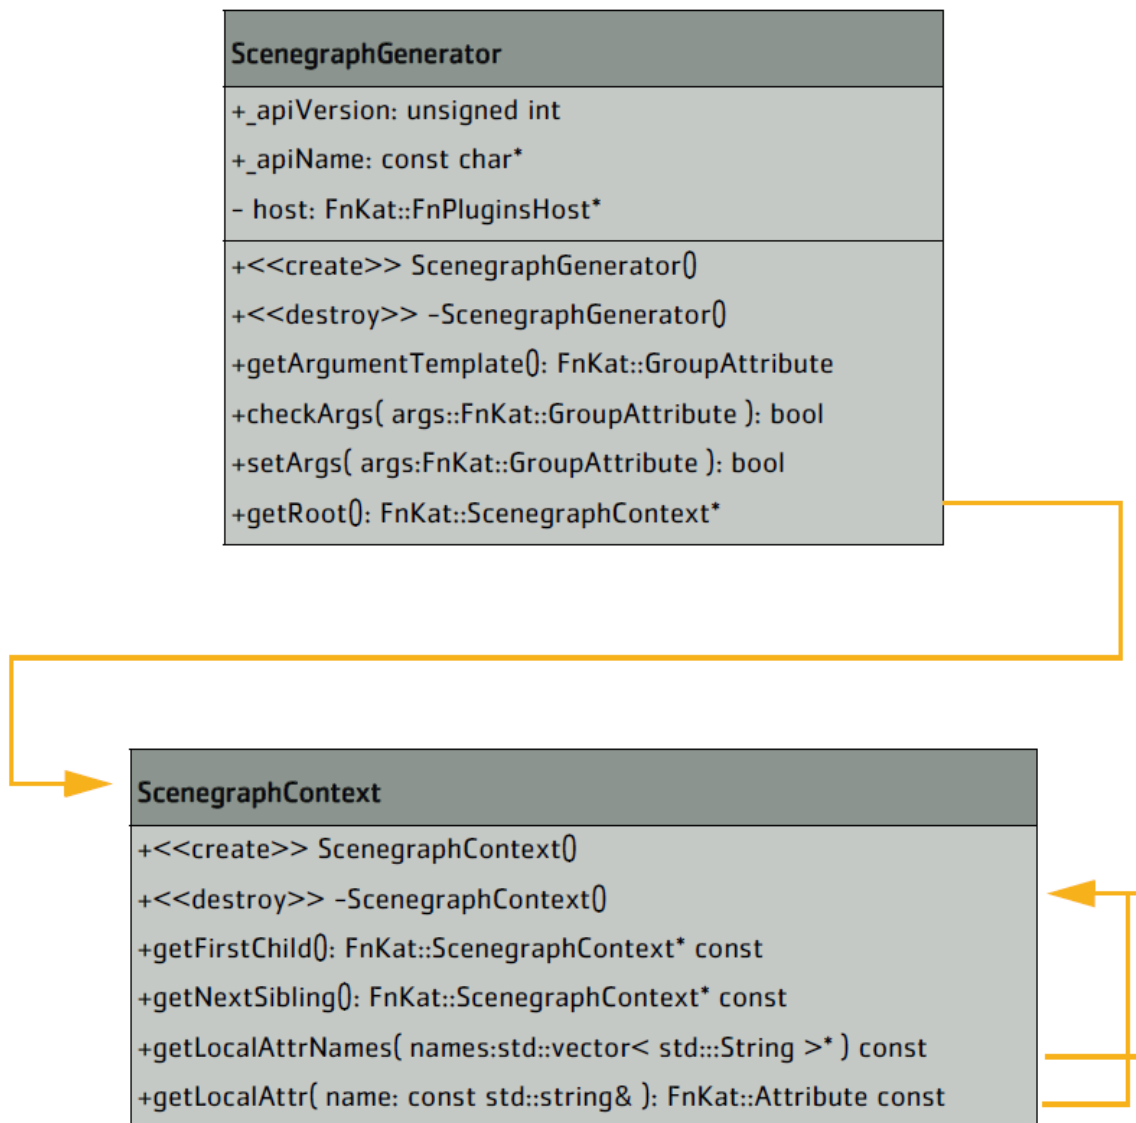 ScenegraphGenerator
+_apiVersion: unsigned int
+_apiName: const char*
- host: FnKat::FnPluginsHost*
+<<create>> ScenegraphGenerator()
+<<destroy>> -ScenegraphGenerator()
+getArgumentTemplate(): FnKat::GroupAttribute
+checkArgs( args::FnKat::GroupAttribute ): bool
+setArgs( args:FnKat::GroupAttribute ): bool
+getRoot(): FnKat::ScenegraphContext*
ScenegraphContext
+<<create>> ScenegraphContext()
+<<destroy>> -ScenegraphContext()
+getFirstChild(): FnKat::ScenegraphContext* const
+getNextSibling(): FnKat::ScenegraphContext* const
+getLocalAttrNames( names:std::vector< std:::String >* ) const
+getLocalAttr( name: const std::string& ): FnKat::Attribute const